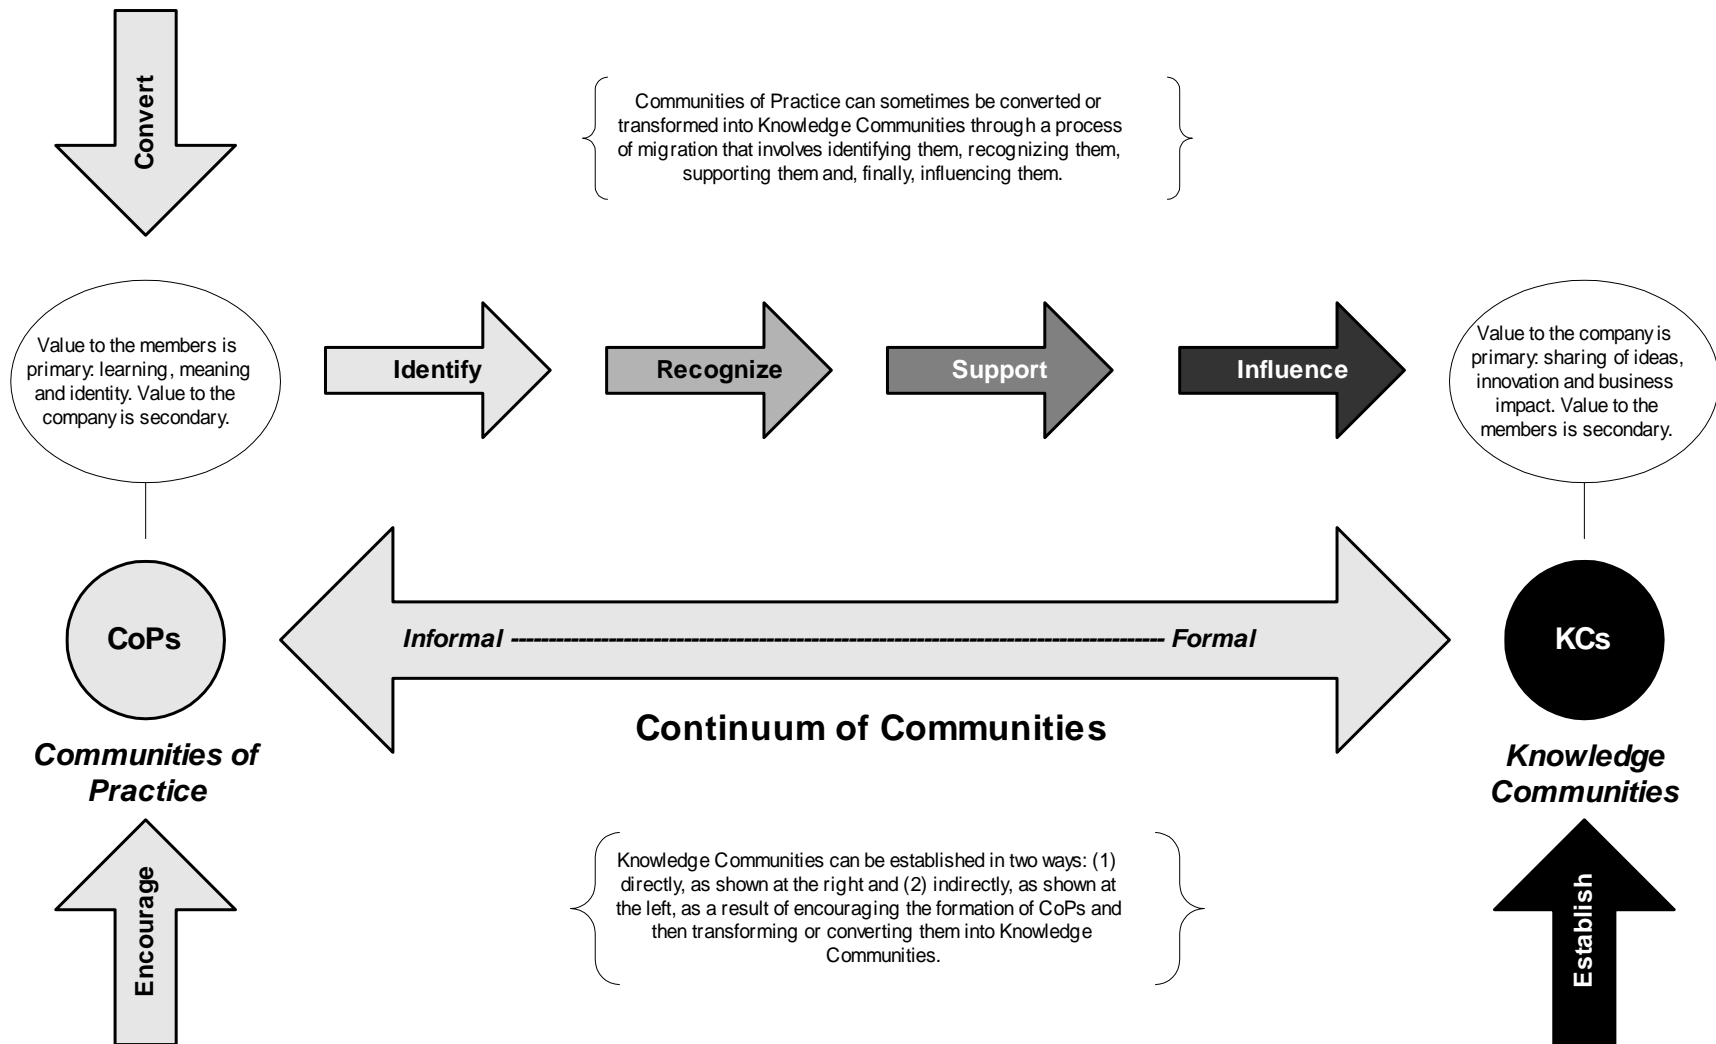 Convert
Communities of Practice can sometimes be converted or
transformed into Knowledge Communities through a process
of migration that involves identifying them, recognizing them,
supporting them and, finally, influencing them.
Value to the members is
primary: learning, meaning
and identity. Value to the
company is secondary.
Identify
Recognize
Support
Influence
Value to the company is
primary: sharing of ideas,
innovation and business
impact. Value to the
members is secondary.
CoPs
Informal ---------------------------------------------------------------------------------------- Formal
KCs
Continuum of Communities
Communities of
Practice
Knowledge
Communities
Encourage
Knowledge Communities can be established in two ways: (1)
directly, as shown at the right and (2) indirectly, as shown at
the left, as a result of encouraging the formation of CoPs and
then transforming or converting them into Knowledge
Communities.
Establish